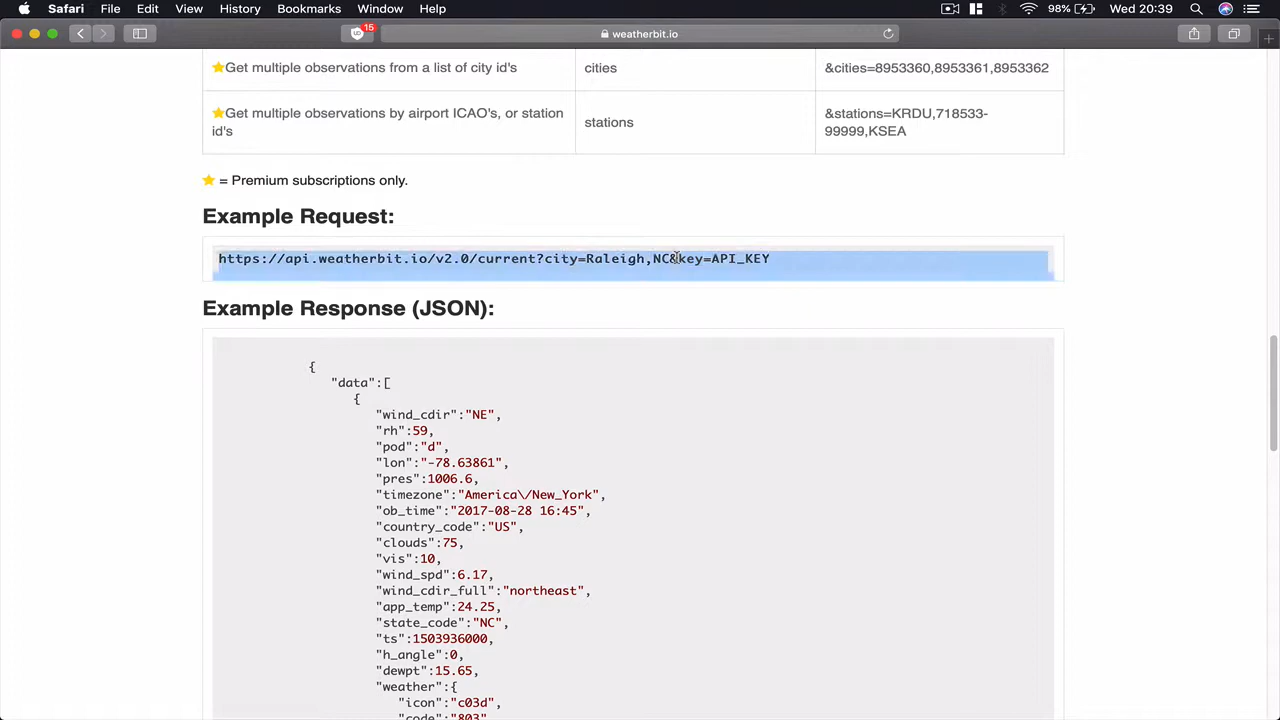 Safari File Edit View History Bookmarks Window Help 98% Wed 20:39
15 weatherbit.io
Get multiple observations from a list of city id's cities &cities=8953360,8953361,8953362
Get multiple observations by airport ICAO's, or station id's stations &stations=KRDU,718533-
99999,KSEA
= Premium subscriptions only.
Example Request:
https://api.weatherbit.io/v2.0/current?city=Raleigh,NC&key=API_KEY
Example Response (JSON):
{
"data":[
{
"wind_cdir":"NE",
"rh":59,
"pod":"d",
"lon":"-78.63861",
"pres":1006.6,
"timezone":"America\/New_York",
"ob_time":"2017-08-28 16:45",
"country_code":"US",
"clouds":75,
"vis":10,
"wind_spd":6.17,
"wind_cdir_full":"northeast",
"app_temp":24.25,
"state_code":"NC",
"ts":1503936000,
"h_angle":0,
"dewpt":15.65,
"weather":{
"icon":"c03d",
"code":"803"